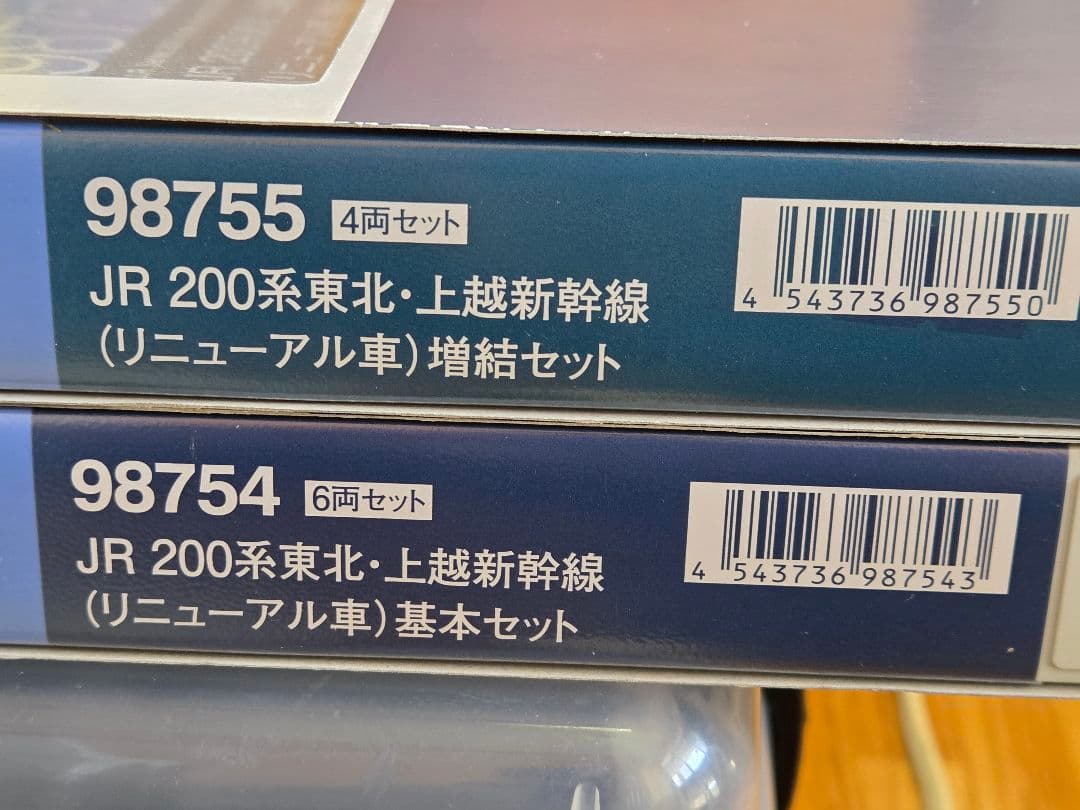 98755 4両セット
JR 200系東北・上越新幹線
(リニューアル車)増結セット
4 543736 987550
98754 6両セット
JR 200系東北・上越新幹線
(リニューアル車)基本セット
4 543736 987543